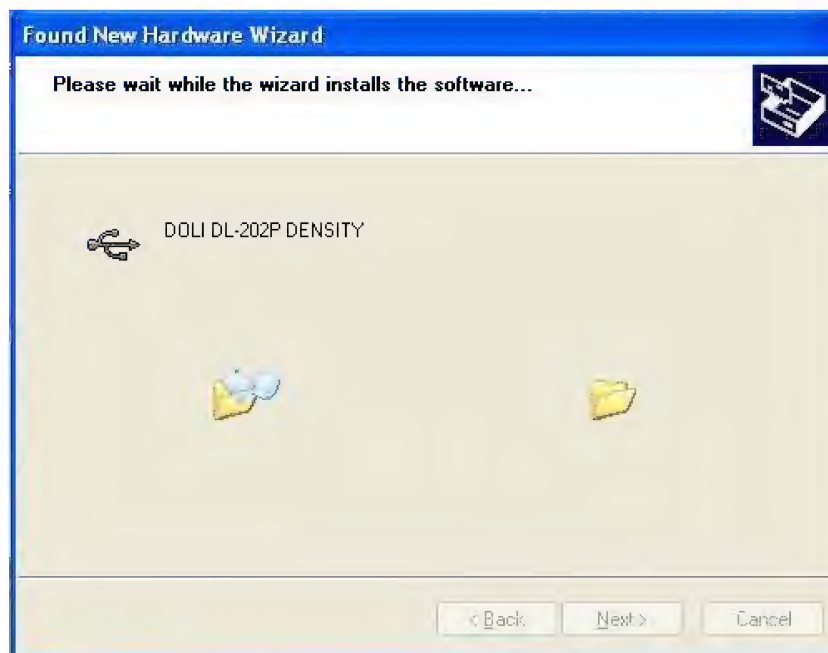 Found New Hardware Wizard
Please wait while the wizard installs the software...
DOLI DL-202P DENSITY
< Back
Next >
Cancel